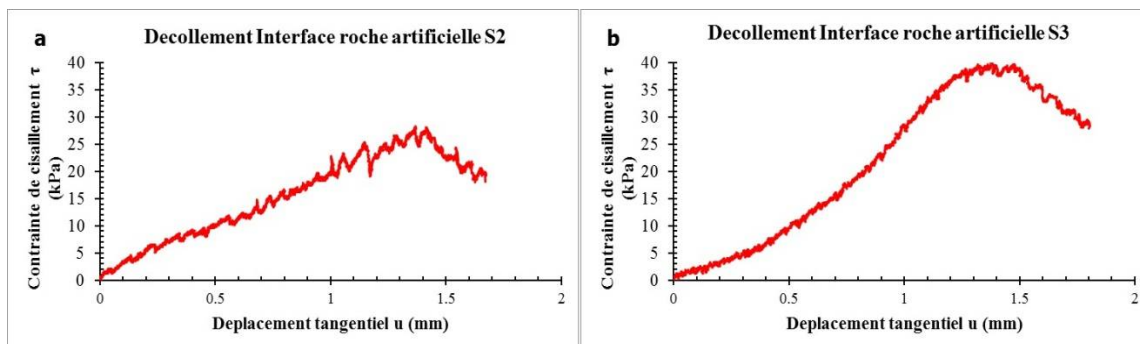 a
Decollement Interface roche artificielle S2
Contrainte de cisaillement τ
(kPa)
40
35
30
25
20
15
10
5
0
0 0.5 1 1.5 2
Deplacement tangentiel u (mm)
b
Decollement Interface roche artificielle S3
Contrainte de cisaillement τ
(kPa)
40
35
30
25
20
15
10
5
0
0 0.5 1 1.5 2
Deplacement tangentiel u (mm)